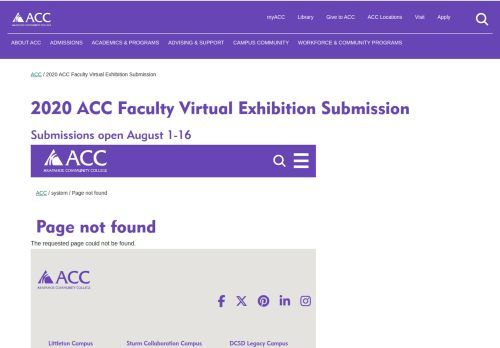 ACC
ARAPAHOE COMMUNITY COLLEGE
myACC Library Give to ACC ACC Locations Visit Apply
ABOUT ACC ADMISSIONS ACADEMICS & PROGRAMS ADVISING & SUPPORT CAMPUS COMMUNITY WORKFORCE & COMMUNITY PROGRAMS
ACC / 2020 ACC Faculty Virtual Exhibition Submission
2020 ACC Faculty Virtual Exhibition Submission
Submissions open August 1-16
ACC
ARAPAHOE COMMUNITY COLLEGE
ACC / system / Page not found
Page not found
The requested page could not be found.
ACC
ARAPAHOE COMMUNITY COLLEGE
Littleton Campus Sturm Collaboration Campus DCSD Legacy Campus